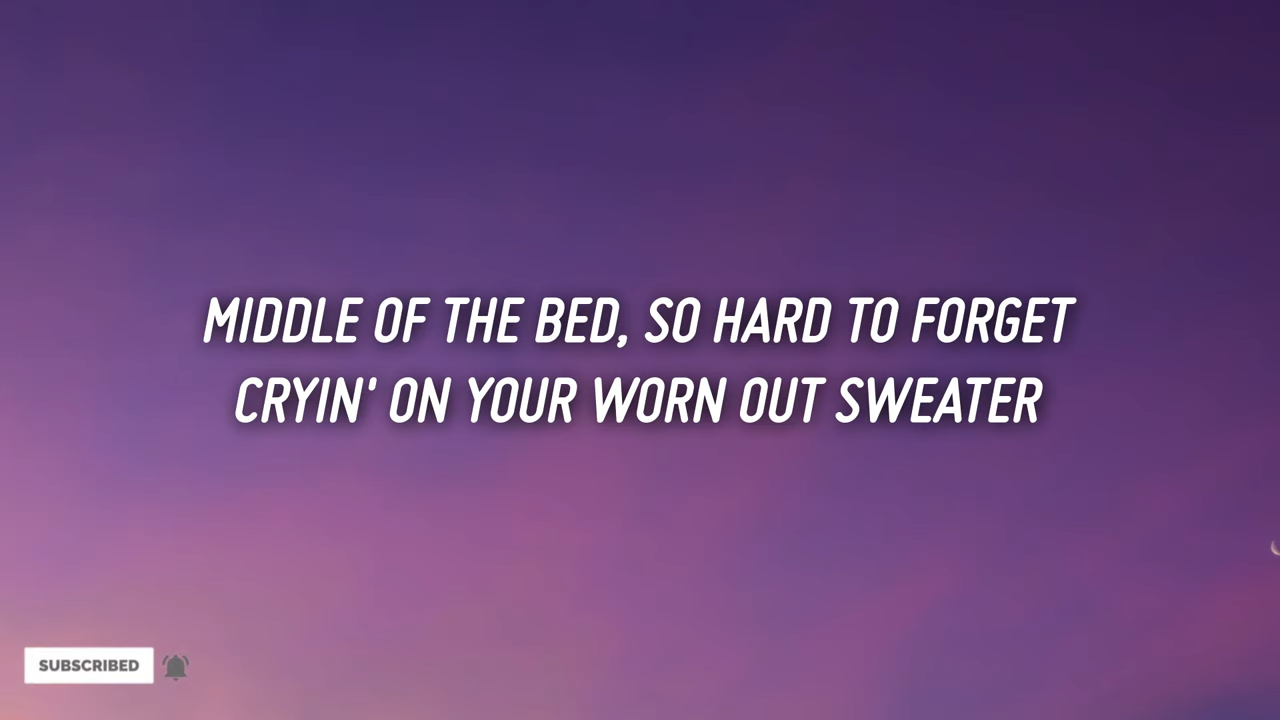 MIDDLE OF THE BED, SO HARD TO FORGET
CRYIN' ON YOUR WORN OUT SWEATER
SUBSCRIBED